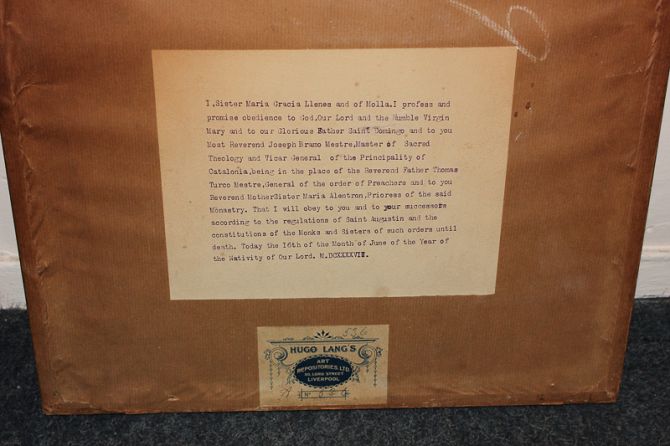 I,Sister Maria Gracia Llenes and of Molla.I profess and
promise obedience to God,Our Lord and the Humble Virgin
Mary and to our Glorious Father Saint Domingo and to you
Most Reverend Joseph Bramo Mestre,Master of Sacred
Theology and Vicar General of the Principality of
Catalonia,being in the place of the Reverend Father Thomas
Turco Mestre,General of the order of Preachers and to you
Reverend MotherSister Maria Alentron,Prioress of the said
Monastry. That I will obey to you and to your successors
according to the regulations of Saint Augustin and the
constitutions of the Monks and Sisters of such orders until
death. Today the 16th of the Month of June of the Year of
the Nativity of Our Lord. M.DCXXXXVII.
HUGO LANG'S
ART
REPOSITORIES, LTD
LIVERPOOL